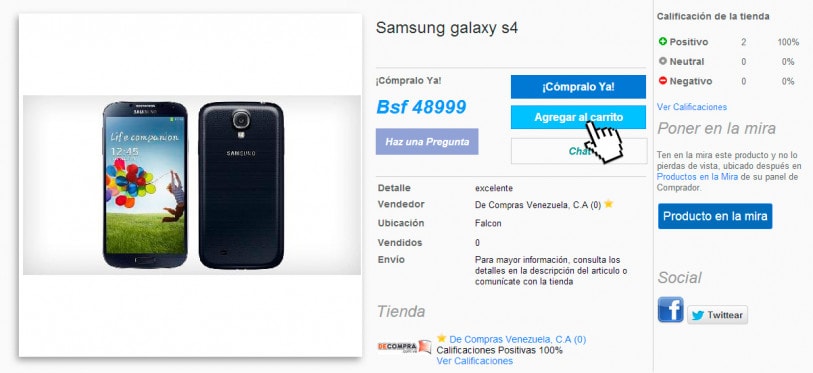 Samsung galaxy s4
¡Cómpralo Ya!
Bsf 48999
Haz una Pregunta
¡Cómpralo Ya!
Agregar al carrito
Chat
Detalle excelente
Vendedor De Compras Venezuela, C.A (0)
Ubicación Falcon
Vendidos 0
Envío Para mayor información, consulta los
detalles en la descripción del articulo o
comunícate con la tienda
Tienda
DECOMPRA
De Compras Venezuela, C.A (0)
Calificaciones Positivas 100%
Ver Calificaciones
SAMSUNG
Life companion
12:45
SAMSUNG
Calificación de la tienda
Positivo 2 100%
Neutral 0 0%
Negativo 0 0%
Ver Calificaciones
Poner en la mira
Ten en la mira este producto y no lo
pierdas de vista, ubicado después en
Productos en la Mira de su panel de
Comprador.
Producto en la mira
Social
f
Twittear